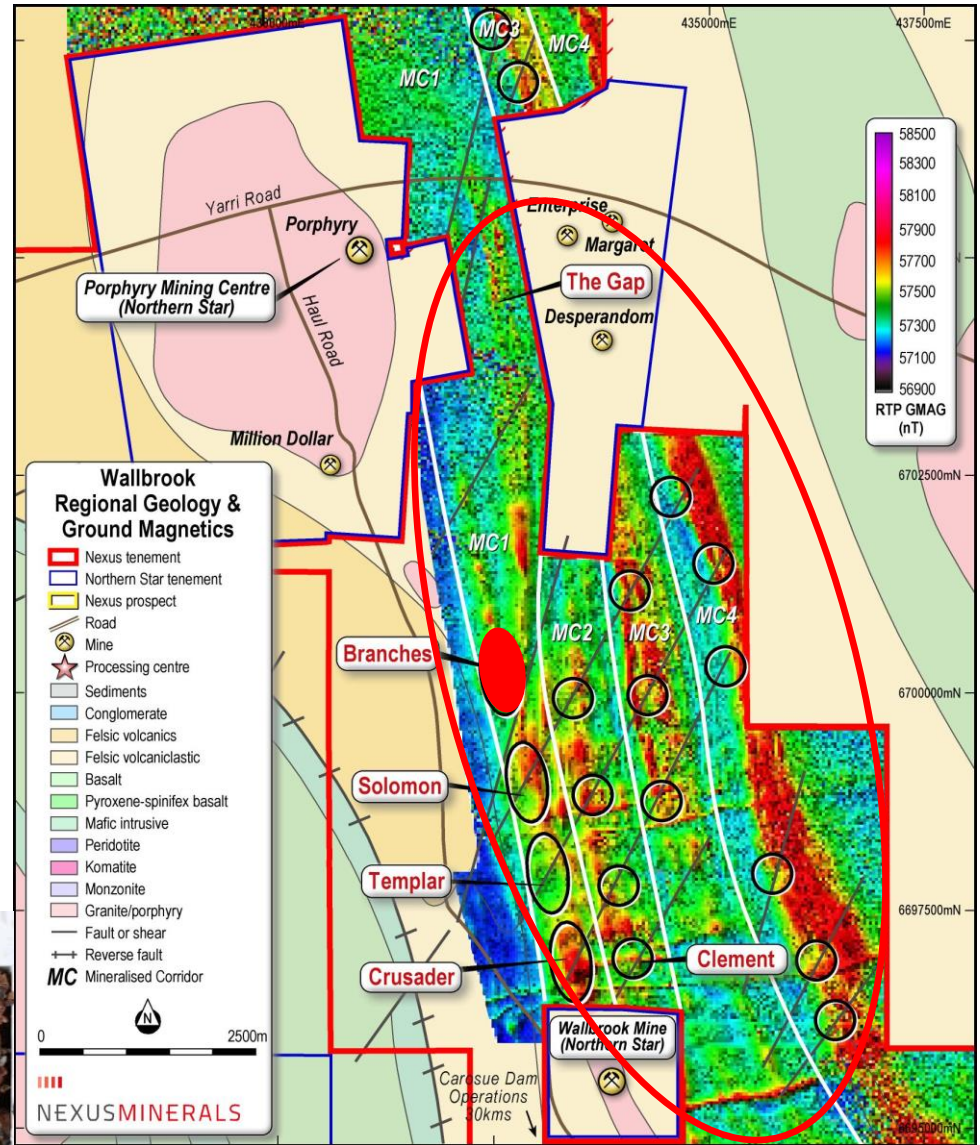 435000mE
437500mE
MC3
MC4
MC1
58500
58300
58100
57900
57700
57500
57300
57100
56900
RTP GMAG
(nT)
Yarri Road
Porphyry
Enterprise
Margaret
Porphyry Mining Centre
(Northern Star)
The Gap
Haul Road
Desperandom
Million Dollar
6702500mN
Wallbrook
Regional Geology &
Ground Magnetics
Nexus tenement
Northern Star tenement
Nexus prospect
Road
Mine
Processing centre
Sediments
Conglomerate
Felsic volcanics
Felsic volcaniclastic
Basalt
Pyroxene-spinifex basalt
Mafic intrusive
Peridotite
Komatite
Monzonite
Granite/porphyry
Fault or shear
Reverse fault
MC Mineralised Corridor
N
0 2500m
NEXUSMINERALS
MC1
MC2
MC3
MC4
Branches
6700000mN
Solomon
Templar
6697500mN
Crusader
Clement
Wallbrook Mine
(Northern Star)
Carosue Dam
Operations
30kms
6695000mN